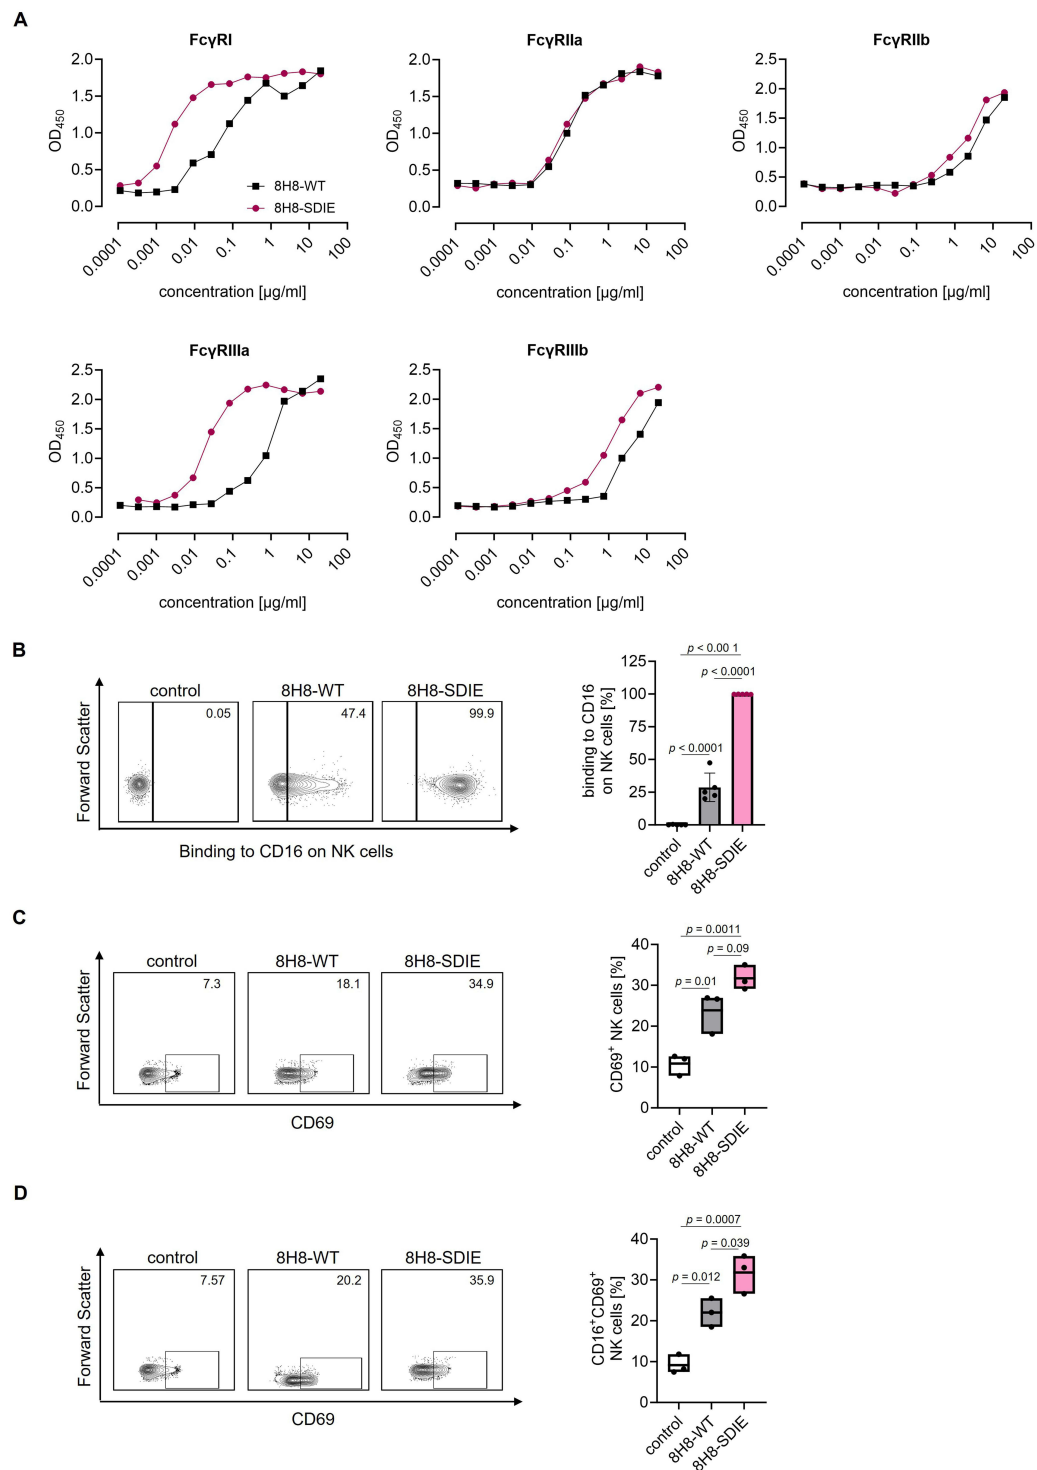 A
FcγRI
FcγRIIa
FcγRIIb
2.0
1.5
1.0
0.5
0.0
OD450
8H8-WT
8H8-SDIE
0.0001
0.001
0.01
0.1
1
10
100
concentration [µg/ml]
2.0
1.5
1.0
0.5
0.0
OD450
0.0001
0.001
0.01
0.1
1
10
100
concentration [µg/ml]
2.5
2.0
1.5
1.0
0.5
0.0
OD450
0.0001
0.001
0.01
0.1
1
10
100
concentration [µg/ml]
FcγRIIIa
FcγRIIIb
2.5
2.0
1.5
1.0
0.5
0.0
OD450
0.0001
0.001
0.01
0.1
1
10
100
concentration [µg/ml]
2.5
2.0
1.5
1.0
0.5
0.0
OD450
0.0001
0.001
0.01
0.1
1
10
100
concentration [µg/ml]
B
control
8H8-WT
8H8-SDIE
0.05
47.4
99.9
Forward Scatter
Binding to CD16 on NK cells
p < 0.00 1
p < 0.0001
p < 0.0001
125
100
75
50
25
0
binding to CD16
on NK cells [%]
control
8H8-WT
8H8-SDIE
C
control
8H8-WT
8H8-SDIE
7.3
18.1
34.9
Forward Scatter
CD69
p = 0.0011
p = 0.09
p = 0.01
40
30
20
10
0
CD69+ NK cells [%]
control
8H8-WT
8H8-SDIE
D
control
8H8-WT
8H8-SDIE
7.57
20.2
35.9
Forward Scatter
CD69
p = 0.0007
p = 0.039
p = 0.012
40
30
20
10
0
CD16+CD69+
NK cells [%]
control
8H8-WT
8H8-SDIE